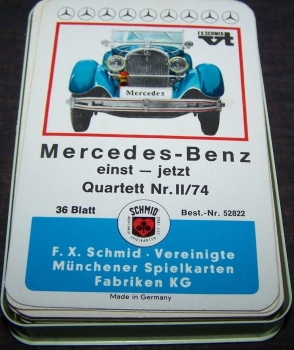 F.X.SCHMID
Mercedes
Mercedes-Benz
einst — jetzt
Quartett Nr. II/74
36 Blatt
SCHMID
Best.-Nr. 52822
F. X. Schmid · Vereinigte
Münchener Spielkarten
Fabriken KG
Made in Germany